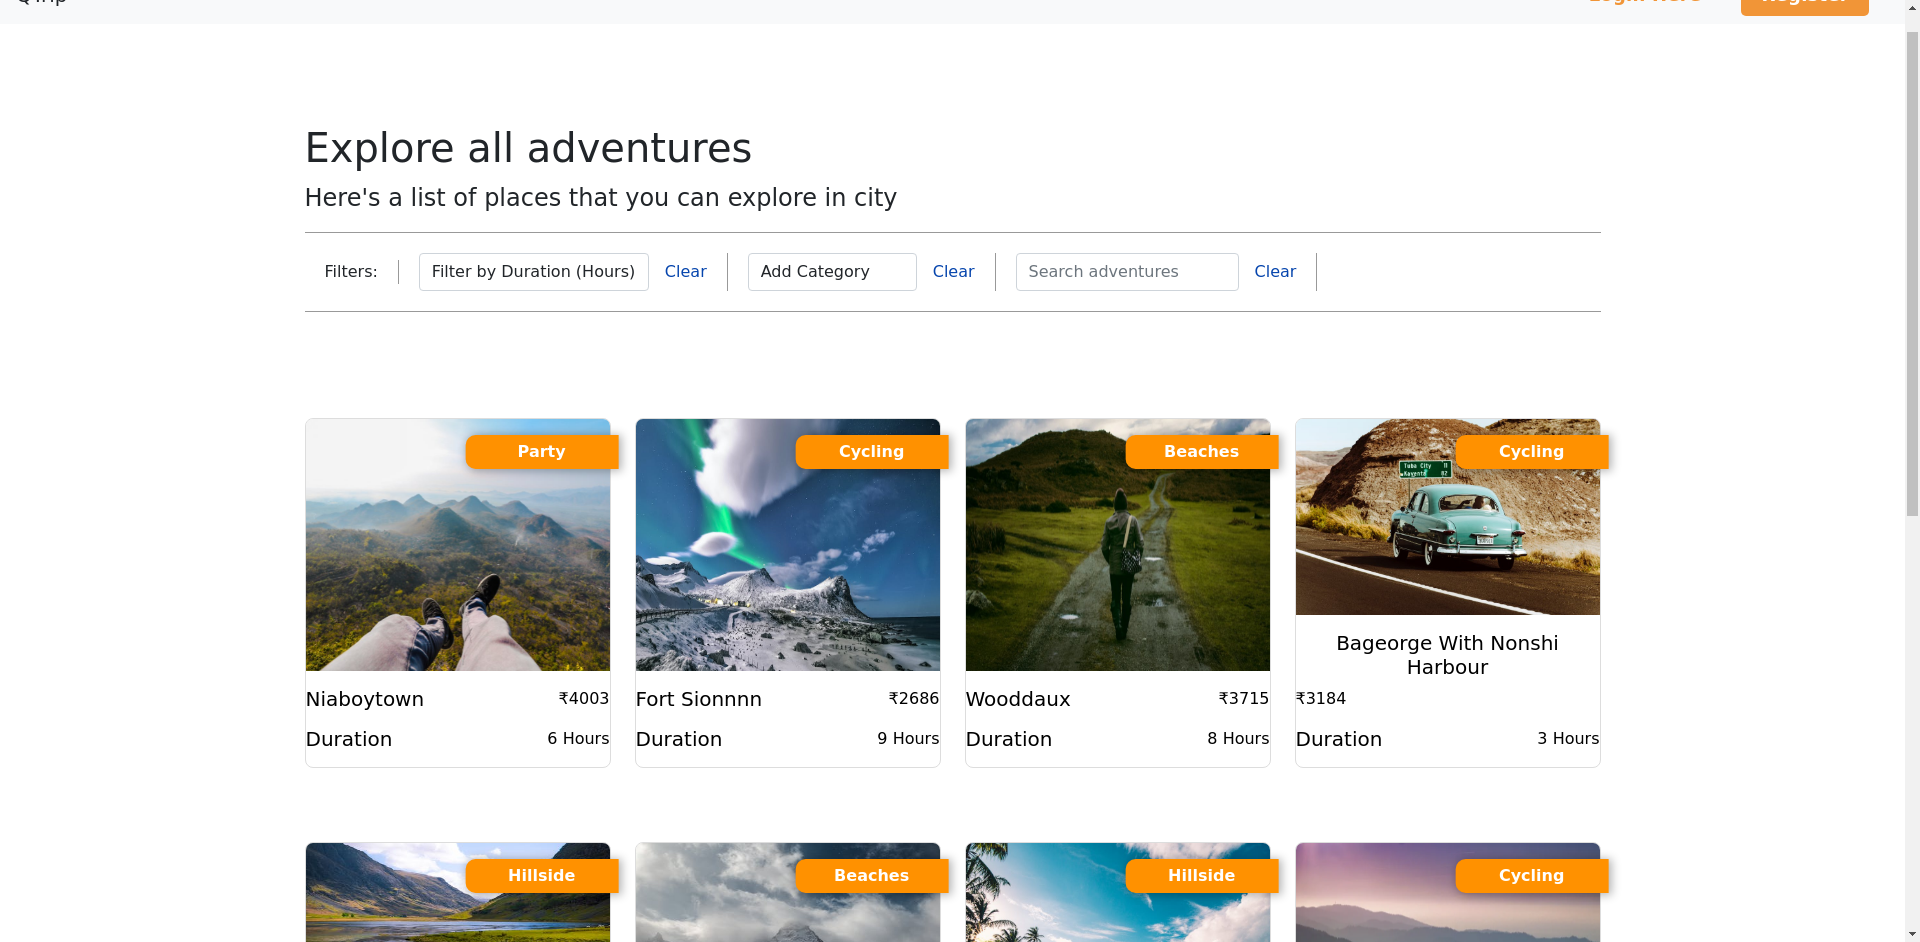 Explore all adventures
Here's a list of places that you can explore in city
Filters: Filter by Duration (Hours) Clear Add Category Clear Search adventures Clear
Party
Cycling
Beaches
Cycling
Tuba City 11
Kayenta 82
Niaboytown ₹4003
Duration 6 Hours
Fort Sionnnn ₹2686
Duration 9 Hours
Wooddaux ₹3715
Duration 8 Hours
Bageorge With Nonshi
Harbour
₹3184
Duration 3 Hours
Hillside
Beaches
Hillside
Cycling